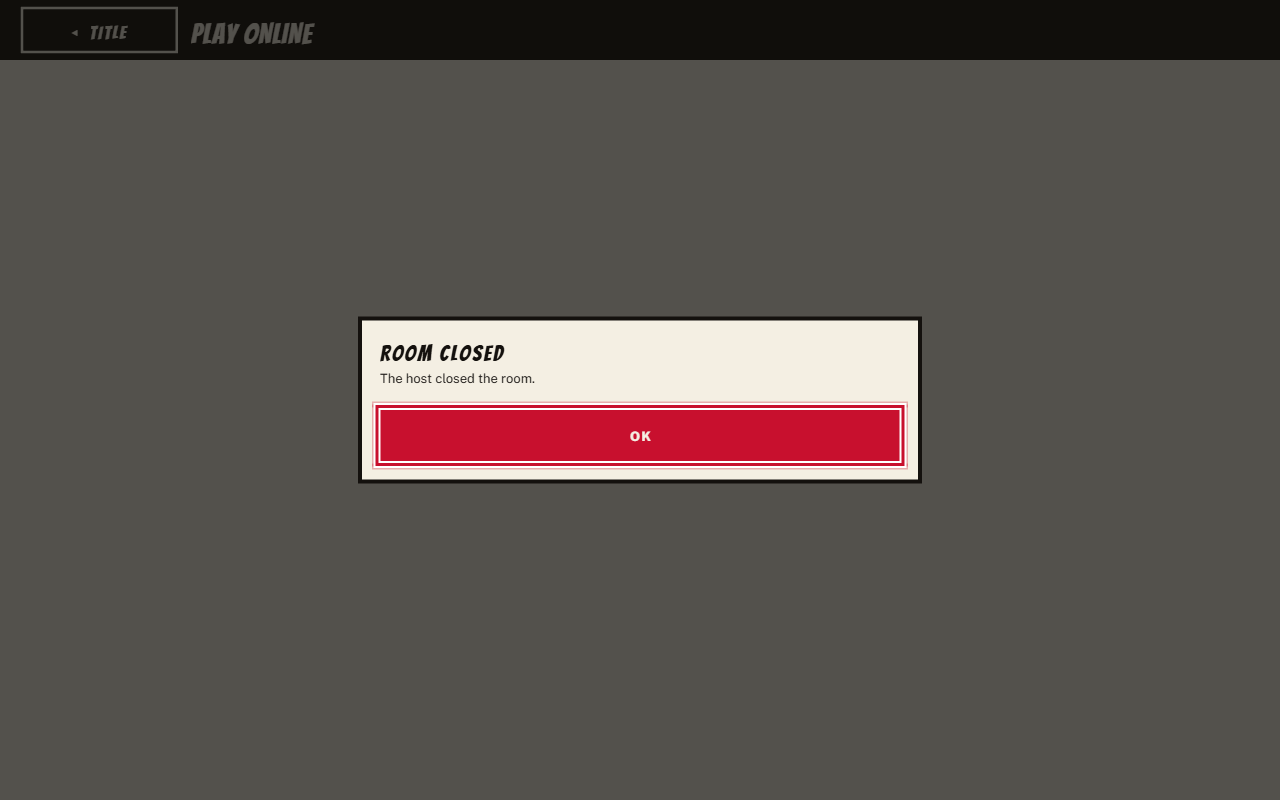 ◂ TITLE
PLAY ONLINE
ROOM CLOSED
The host closed the room.
OK